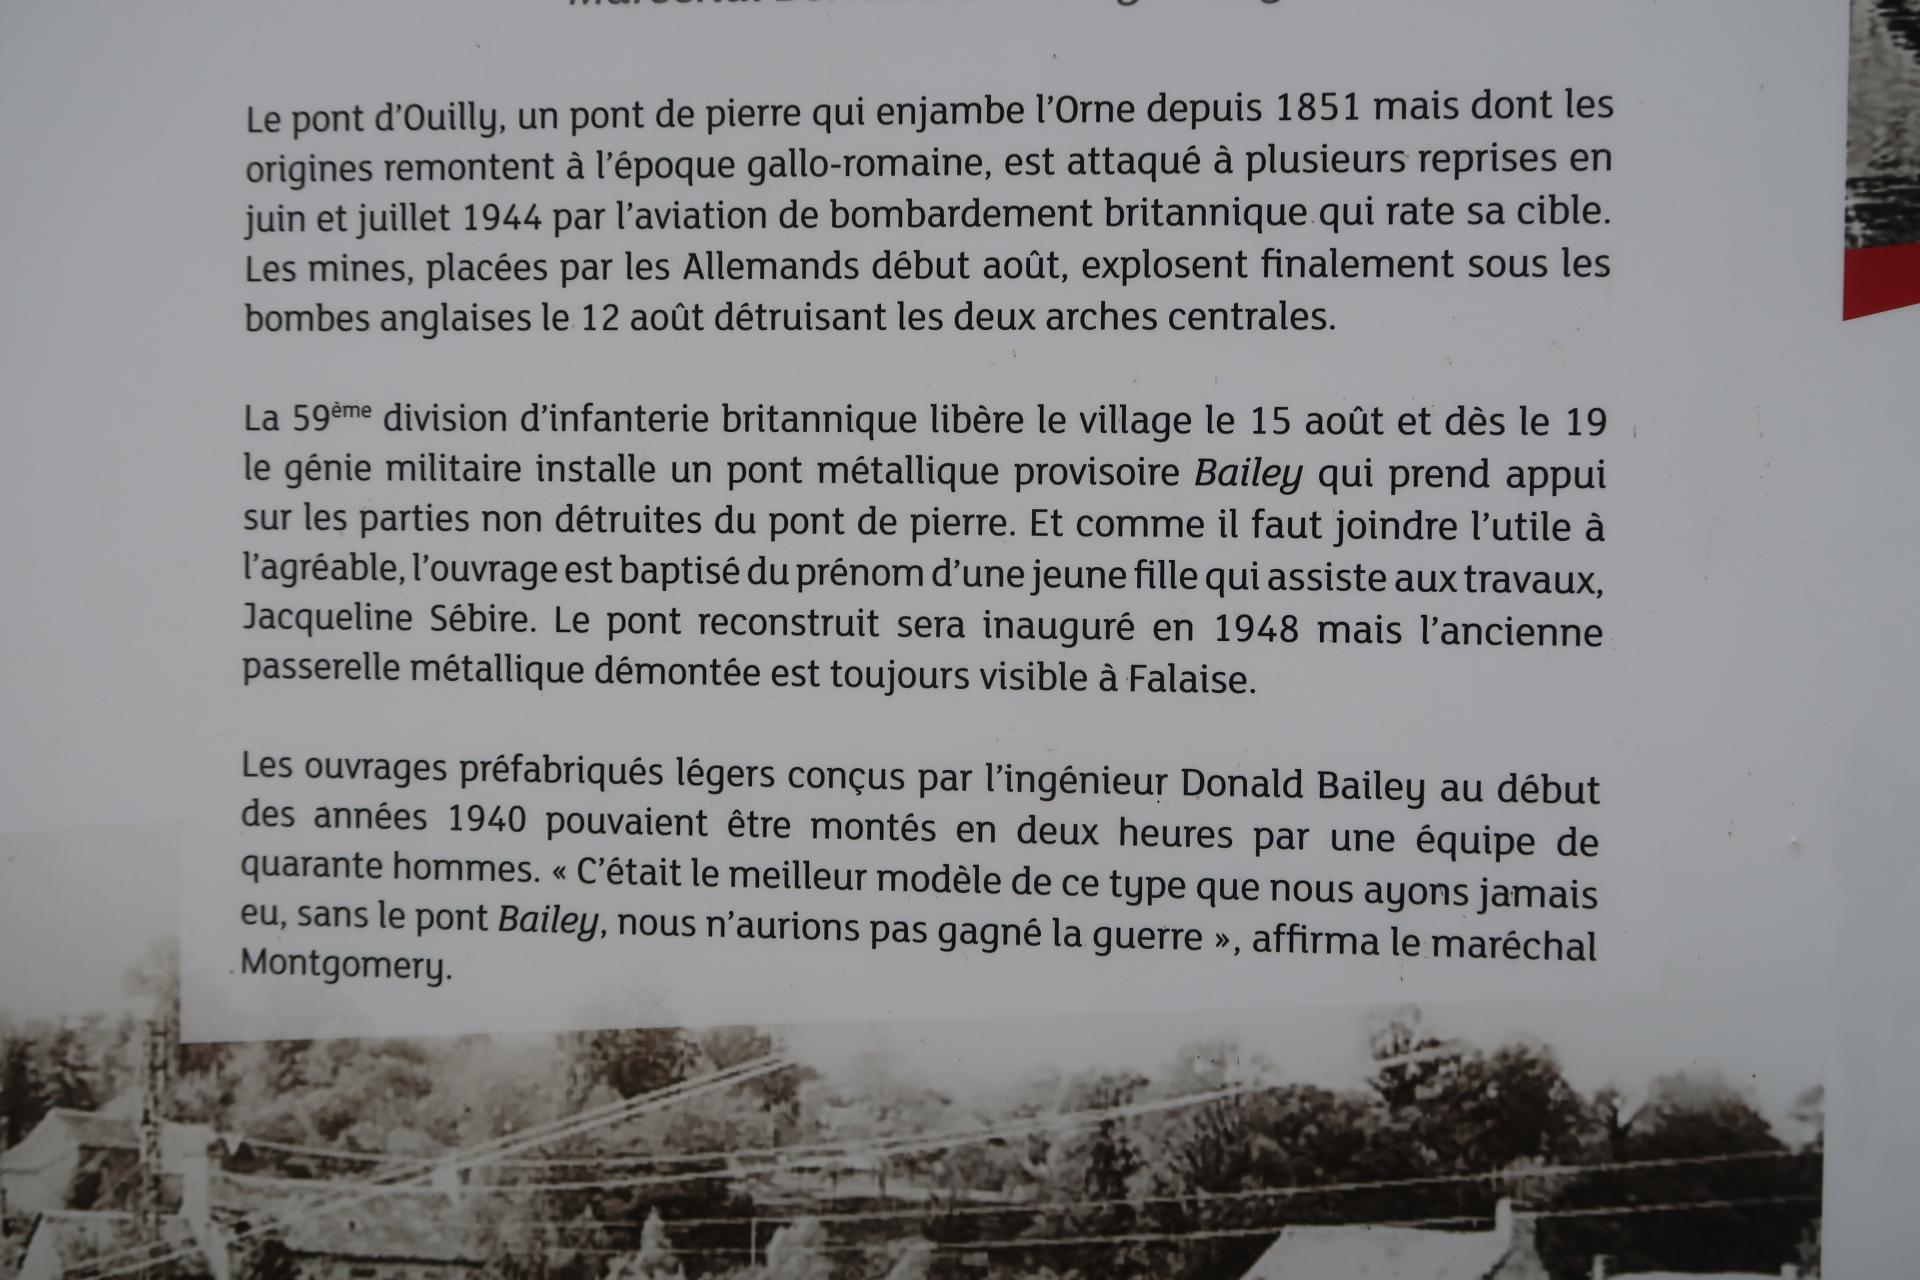 Le pont d'Ouilly, un pont de pierre qui enjambe l'Orne depuis 1851 mais dont les
origines remontent à l'époque gallo-romaine, est attaqué à plusieurs reprises en
juin et juillet 1944 par l'aviation de bombardement britannique qui rate sa cible.
Les mines, placées par les Allemands début août, explosent finalement sous les
bombes anglaises le 12 août détruisant les deux arches centrales.
La 59ème division d'infanterie britannique libère le village le 15 août et dès le 19
le génie militaire installe un pont métallique provisoire Bailey qui prend appui
sur les parties non détruites du pont de pierre. Et comme il faut joindre l'utile à
l'agréable, l'ouvrage est baptisé du prénom d'une jeune fille qui assiste aux travaux,
Jacqueline Sébire. Le pont reconstruit sera inauguré en 1948 mais l'ancienne
passerelle métallique démontée est toujours visible à Falaise.
Les ouvrages préfabriqués légers conçus par l'ingénieur Donald Bailey au début
des années 1940 pouvaient être montés en deux heures par une équipe de
quarante hommes. « C'était le meilleur modèle de ce type que nous ayons jamais
eu, sans le pont Bailey, nous n'aurions pas gagné la guerre », affirma le maréchal
Montgomery.